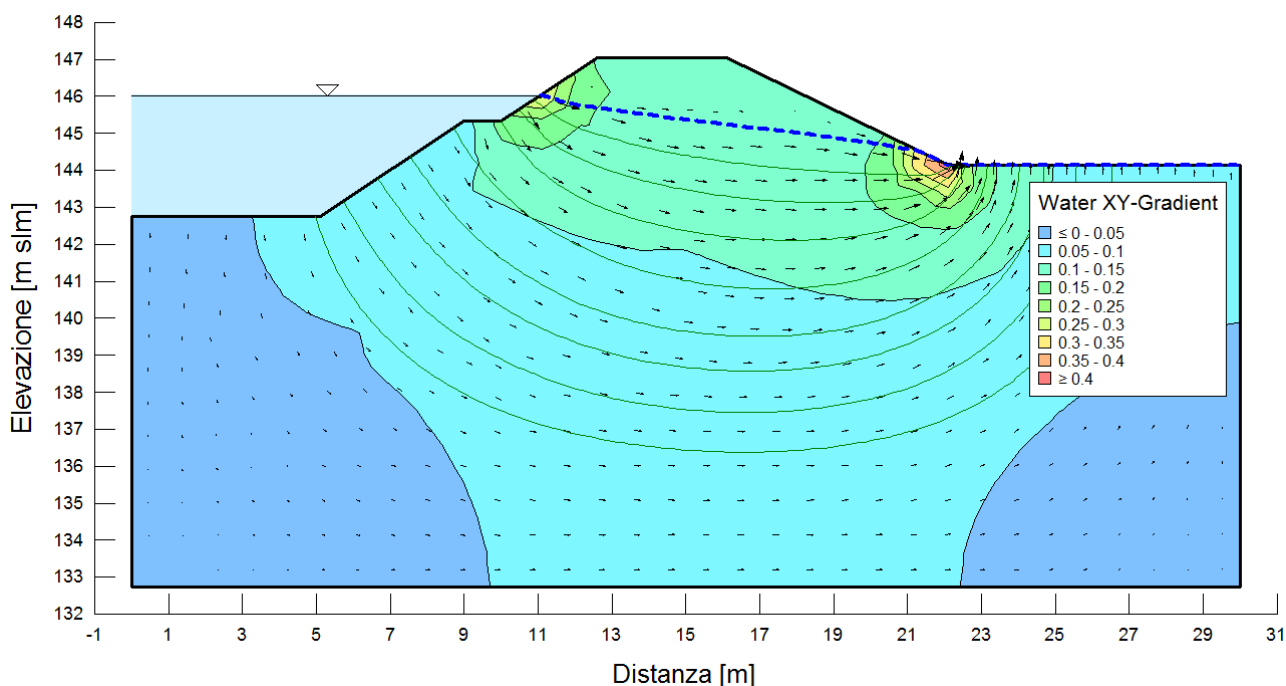 148
147
146
145
144
143
142
141
140
139
138
137
136
135
134
133
132
Elevazione [m slm]
Water XY-Gradient
≤ 0 - 0.05
0.05 - 0.1
0.1 - 0.15
0.15 - 0.2
0.2 - 0.25
0.25 - 0.3
0.3 - 0.35
0.35 - 0.4
≥ 0.4
-1 1 3 5 7 9 11 13 15 17 19 21 23 25 27 29 31
Distanza [m]